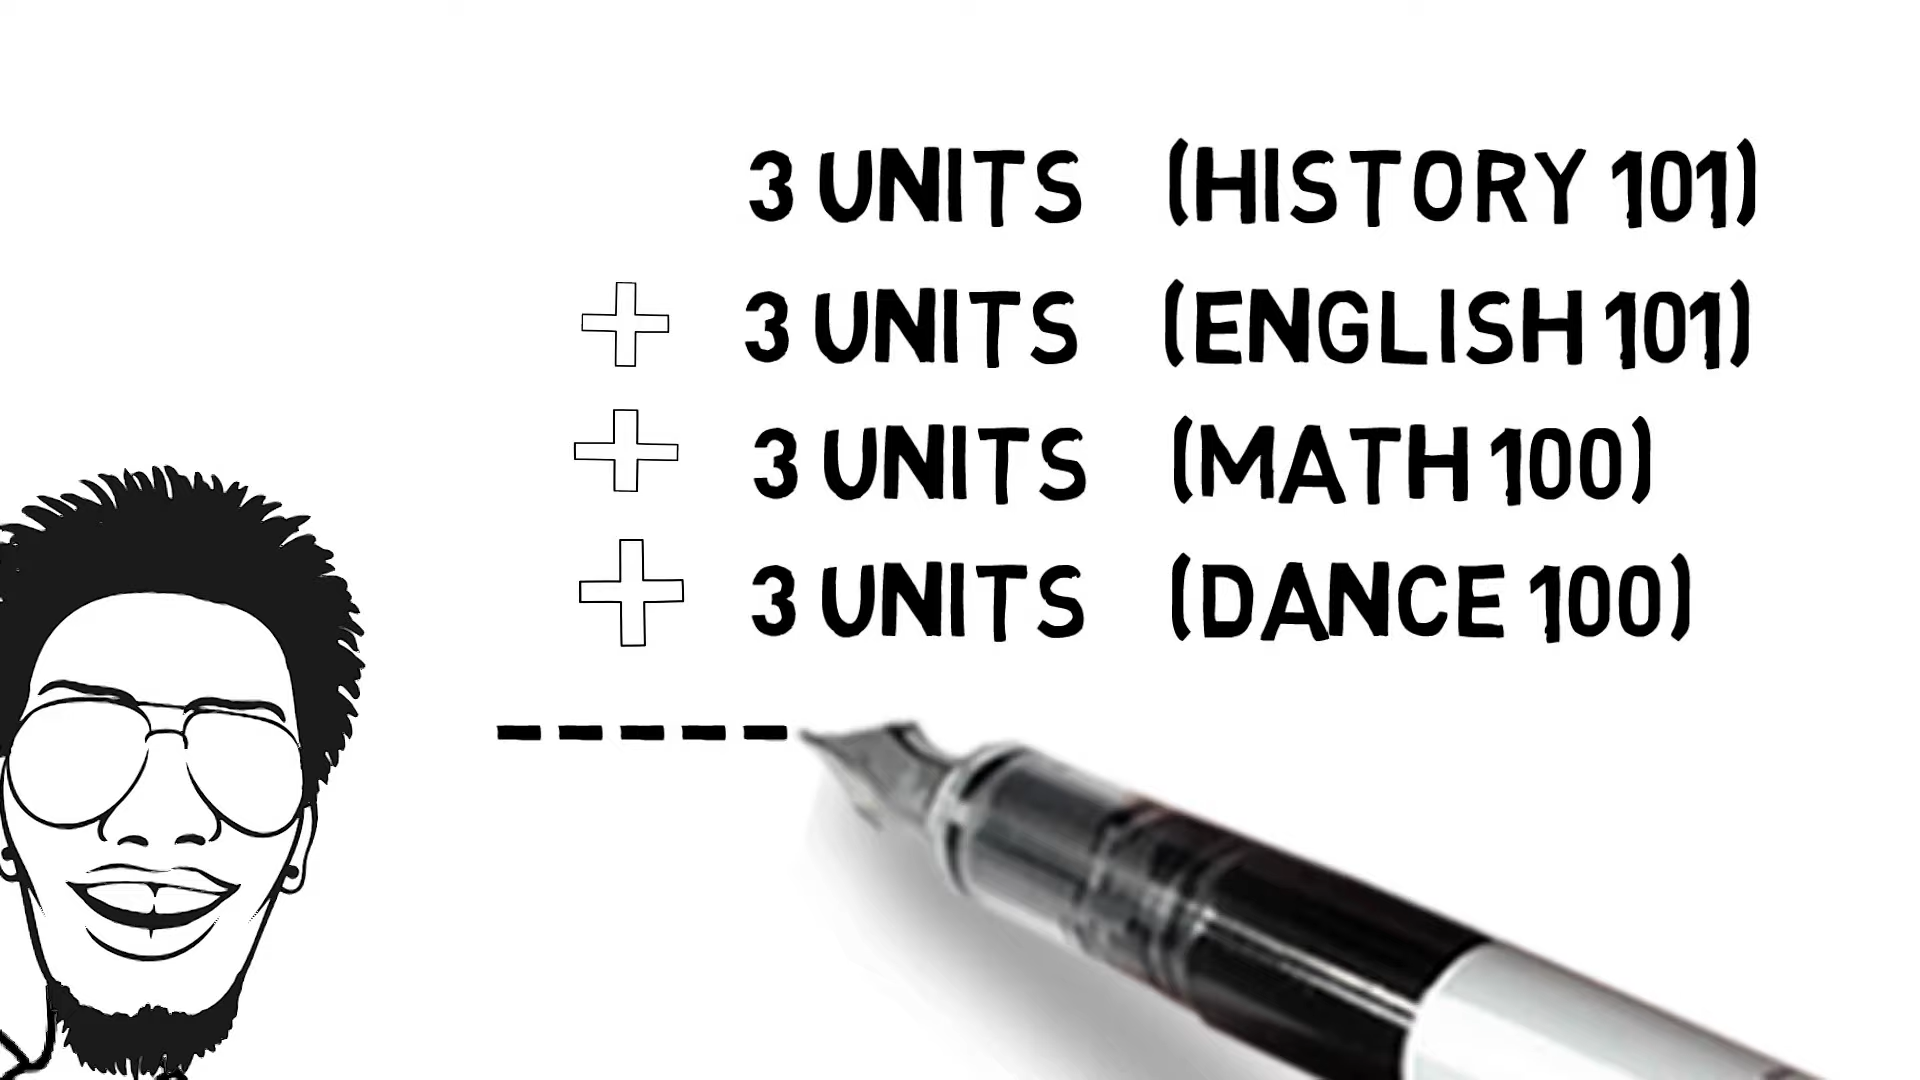 3 UNITS (HISTORY 101)
+ 3 UNITS (ENGLISH 101)
+ 3 UNITS (MATH 100)
+ 3 UNITS (DANCE 100)
-----